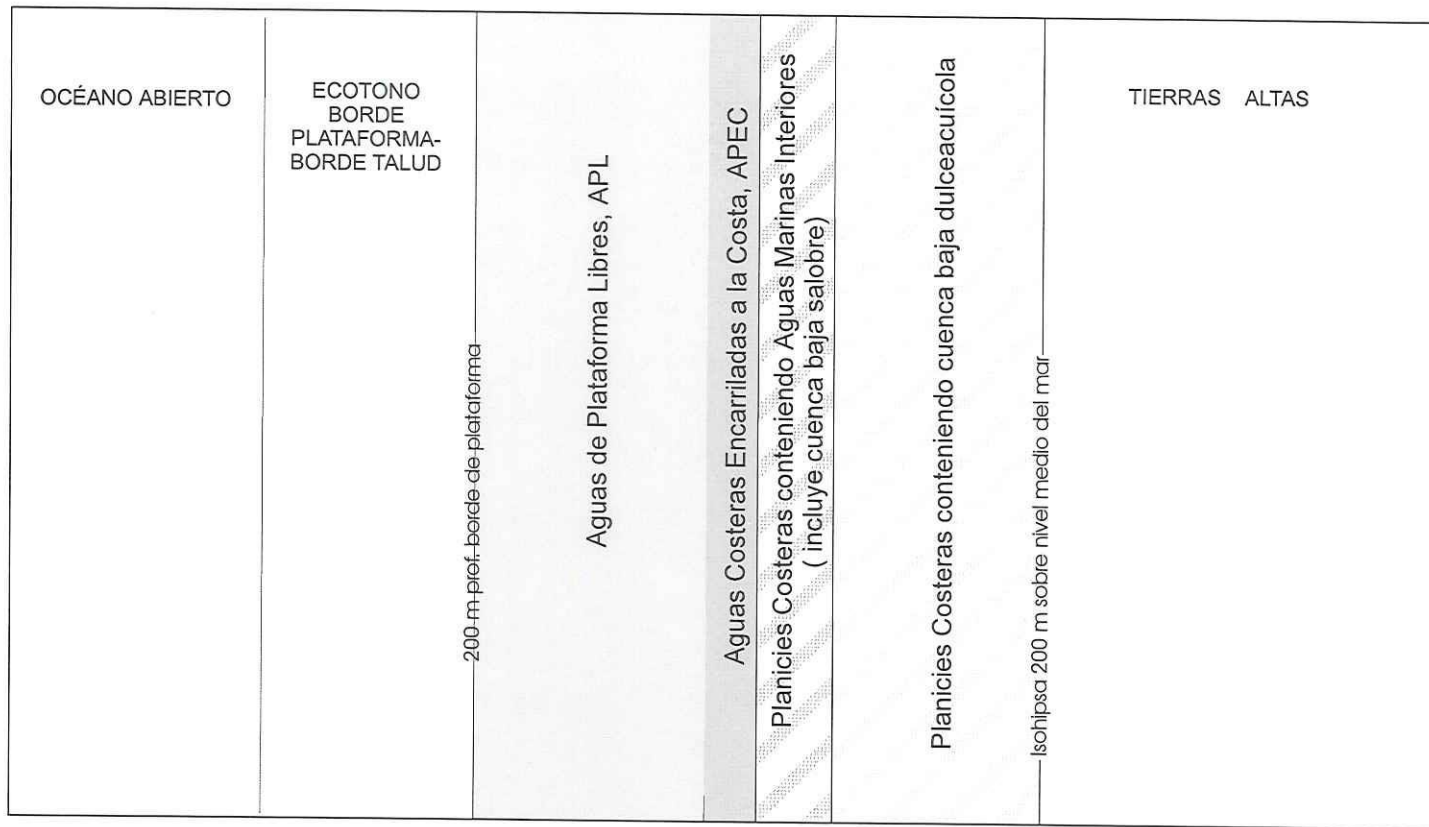 OCÉANO ABIERTO
ECOTONO
BORDE
PLATAFORMA-
BORDE TALUD
200 m prof. borde de plataforma
Aguas de Plataforma Libres, APL
Aguas Costeras Encarriladas a la Costa, APEC
Planicies Costeras conteniendo Aguas Marinas Interiores
( incluye cuenca baja salobre)
Planicies Costeras conteniendo cuenca baja dulceacuícola
Isohipsa 200 m sobre nivel medio del mar
TIERRAS ALTAS